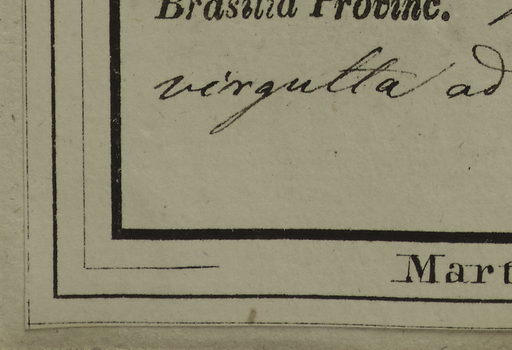 Brasilia Provinc.
virgulta ad
Mart